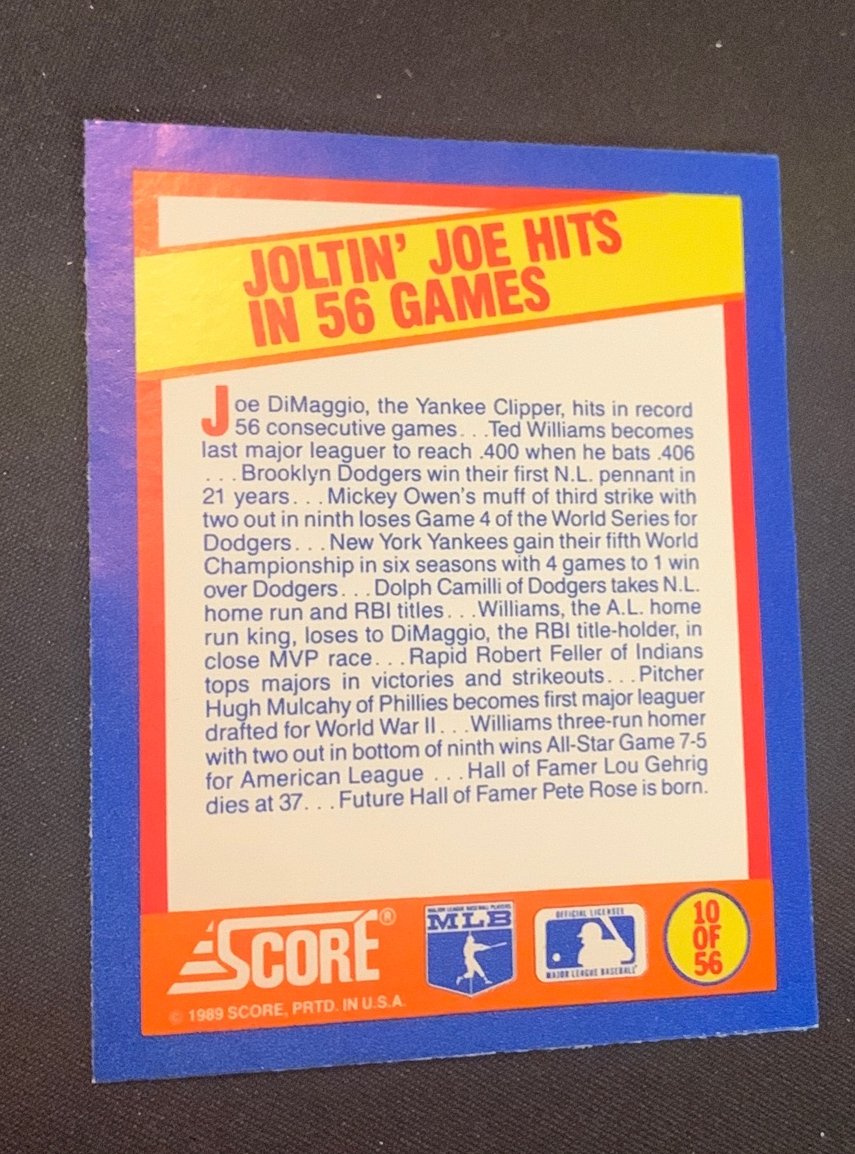 JOLTIN' JOE HITS
IN 56 GAMES
Joe DiMaggio, the Yankee Clipper, hits in record
56 consecutive games. . .Ted Williams becomes
last major leaguer to reach .400 when he bats .406
. . .Brooklyn Dodgers win their first N.L. pennant in
21 years. . .Mickey Owen's muff of third strike with
two out in ninth loses Game 4 of the World Series for
Dodgers. . .New York Yankees gain their fifth World
Championship in six seasons with 4 games to 1 win
over Dodgers. . .Dolph Camilli of Dodgers takes N.L.
home run and RBI titles. . .Williams, the A.L. home
run king, loses to DiMaggio, the RBI title-holder, in
close MVP race. . .Rapid Robert Feller of Indians
tops majors in victories and strikeouts. . .Pitcher
Hugh Mulcahy of Phillies becomes first major leaguer
drafted for World War II. . .Williams three-run homer
with two out in bottom of ninth wins All-Star Game 7-5
for American League . . .Hall of Famer Lou Gehrig
dies at 37. . .Future Hall of Famer Pete Rose is born.
SCORE®
© 1989 SCORE, PRTD. IN U.S.A.
MAJOR LEAGUE BASEBALL PLAYERS
MLB
OFFICIAL LICENSEE
MAJOR LEAGUE BASEBALL
10
OF
56